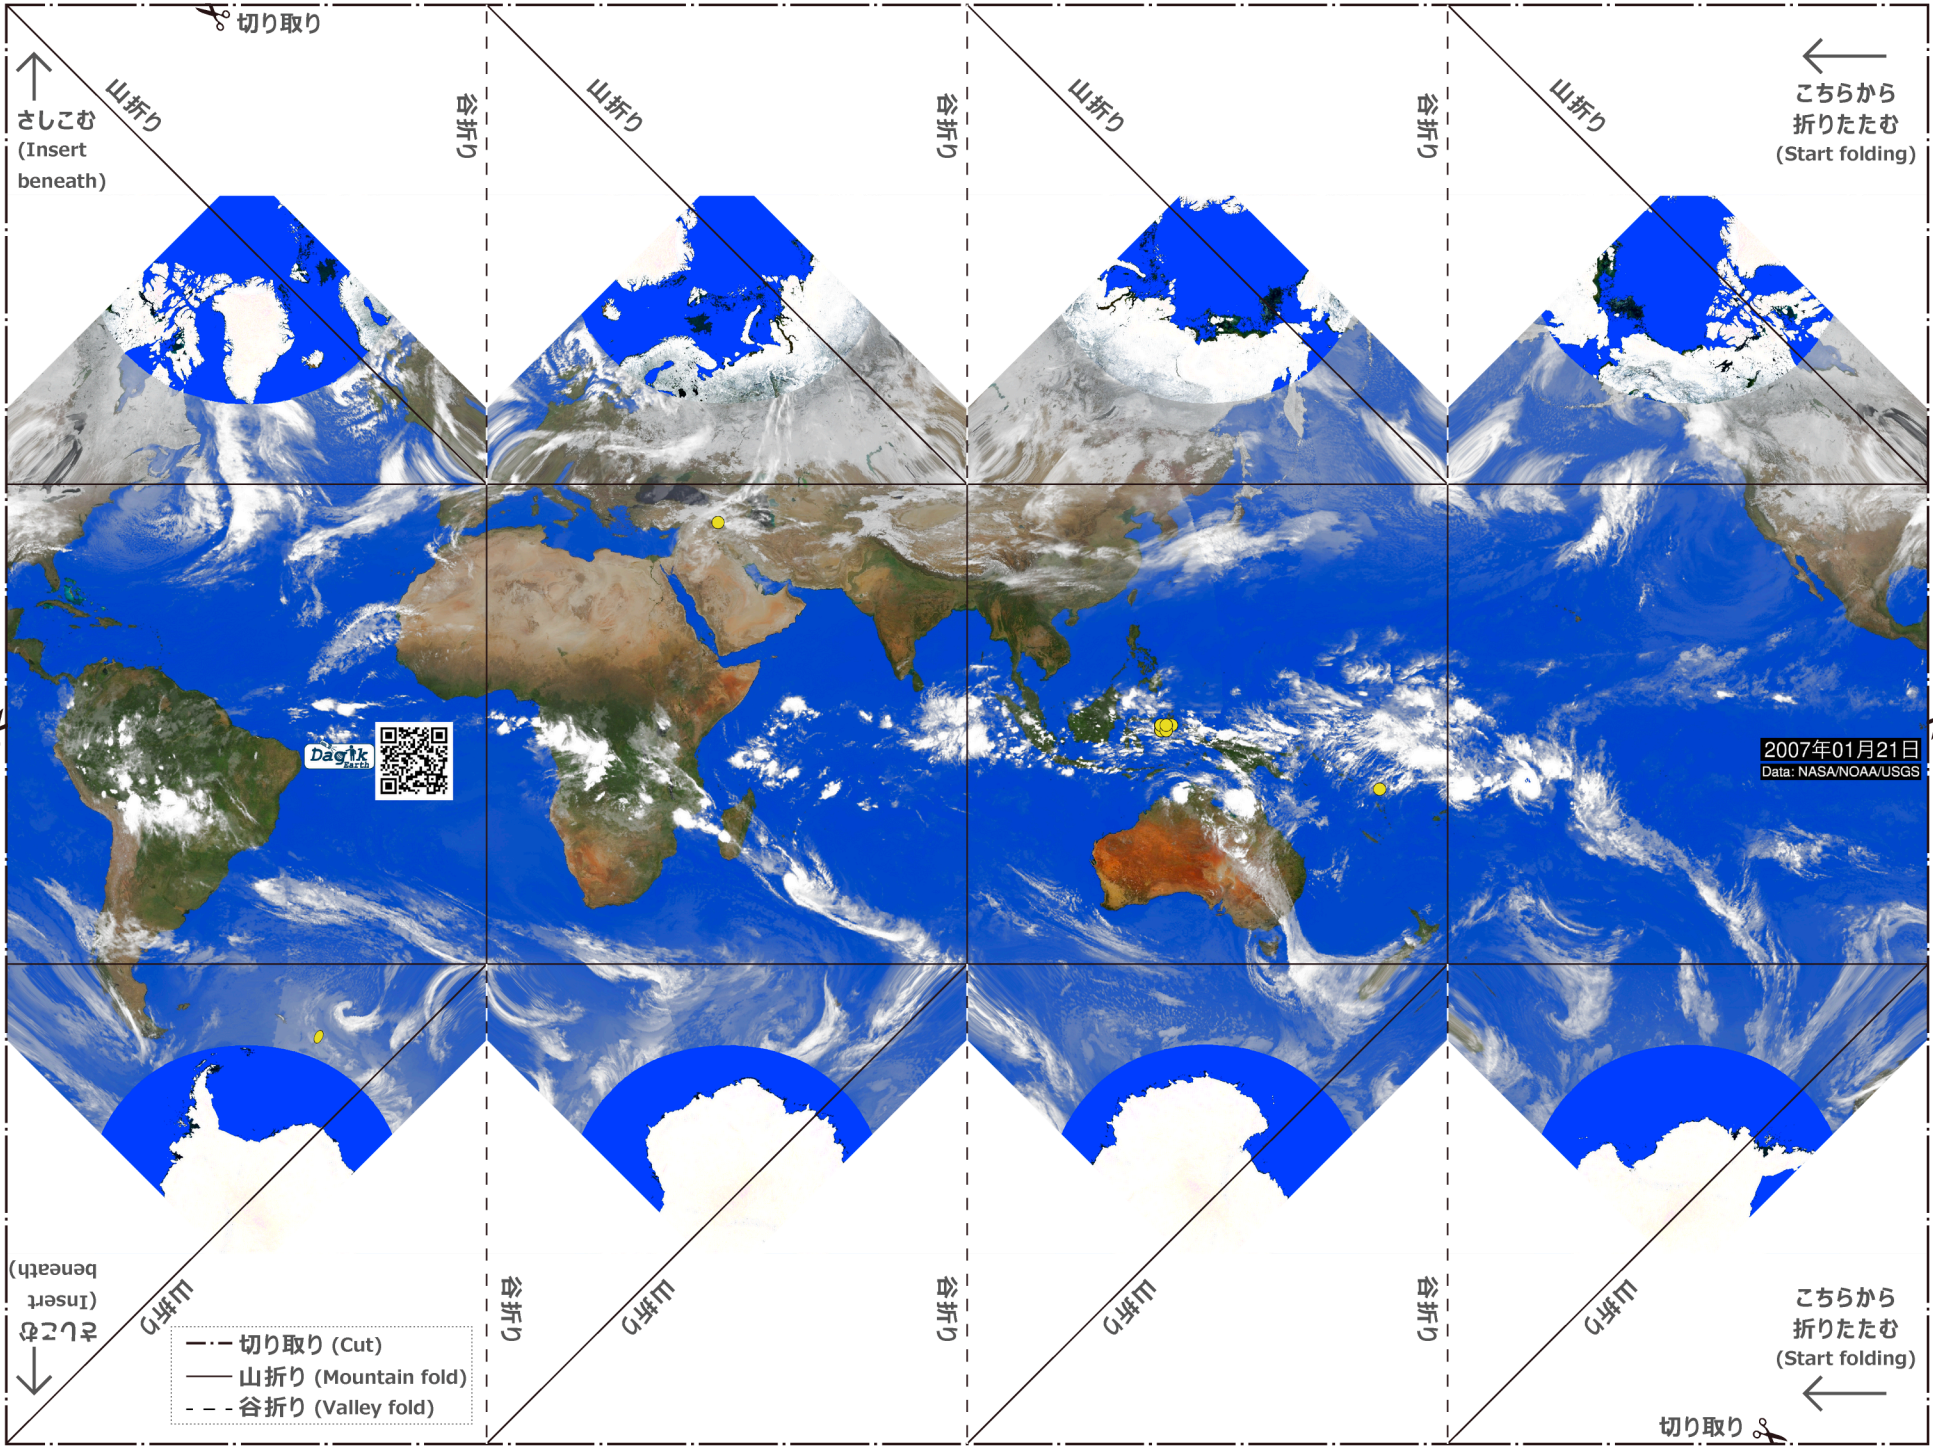 切り取り
さしこむ
(Insert
beneath)
山折り
谷折り
山折り
谷折り
山折り
谷折り
山折り
こちらから
折りたたむ
(Start folding)
Dagik
Earth
2007年01月21日
Data: NASA/NOAA/USGS
さしこむ
(Insert
beneath)
山折り
谷折り
山折り
谷折り
山折り
谷折り
山折り
こちらから
折りたたむ
(Start folding)
切り取り (Cut)
山折り (Mountain fold)
谷折り (Valley fold)
切り取り